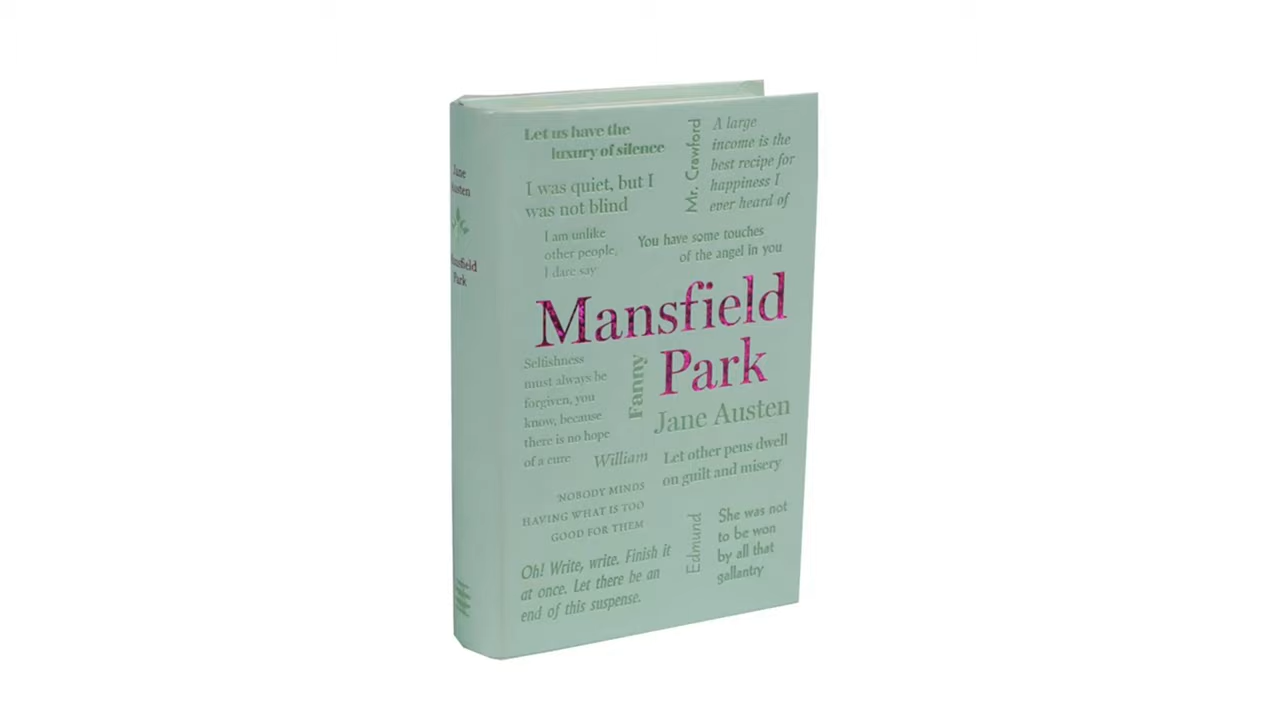 Jane
Austen
Mansfield
Park
Let us have the
luxury of silence
I was quiet, but I
was not blind
Mr. Crawford
A large
income is the
best recipe for
happiness I
ever heard of
I am unlike
other people,
I dare say
You have some touches
of the angel in you
Mansfield
Park
Jane Austen
Selfishness
must always be
forgiven, you
know, because
there is no hope
of a cure
Fanny
William
Let other pens dwell
on guilt and misery
NOBODY MINDS
HAVING WHAT IS TOO
GOOD FOR THEM
Edmund
She was not
to be won
by all that
gallantry
Oh! Write, write. Finish it
at once. Let there be an
end of this suspense.